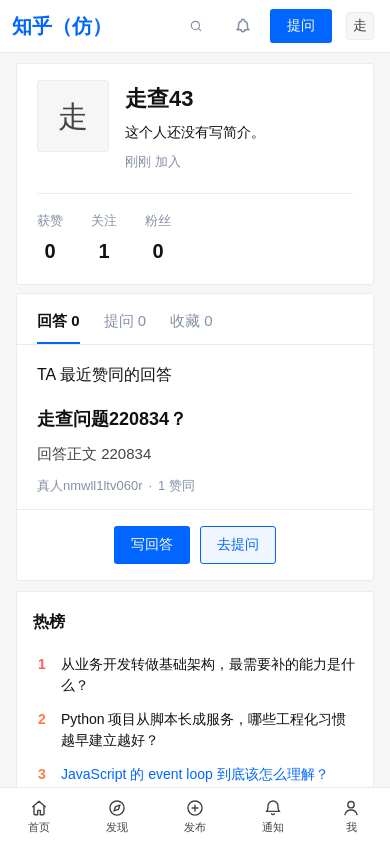 知乎（仿）
提问
走
走
走查43
这个人还没有写简介。
刚刚 加入
获赞 关注 粉丝
0 1 0
回答 0 提问 0 收藏 0
TA 最近赞同的回答
走查问题220834？
回答正文 220834
真人nmwll1ltv060r · 1 赞同
写回答 去提问
热榜
1 从业务开发转做基础架构，最需要补的能力是什
么？
2 Python 项目从脚本长成服务，哪些工程化习惯
越早建立越好？
3 JavaScript 的 event loop 到底该怎么理解？
首页 发现 发布 通知 我